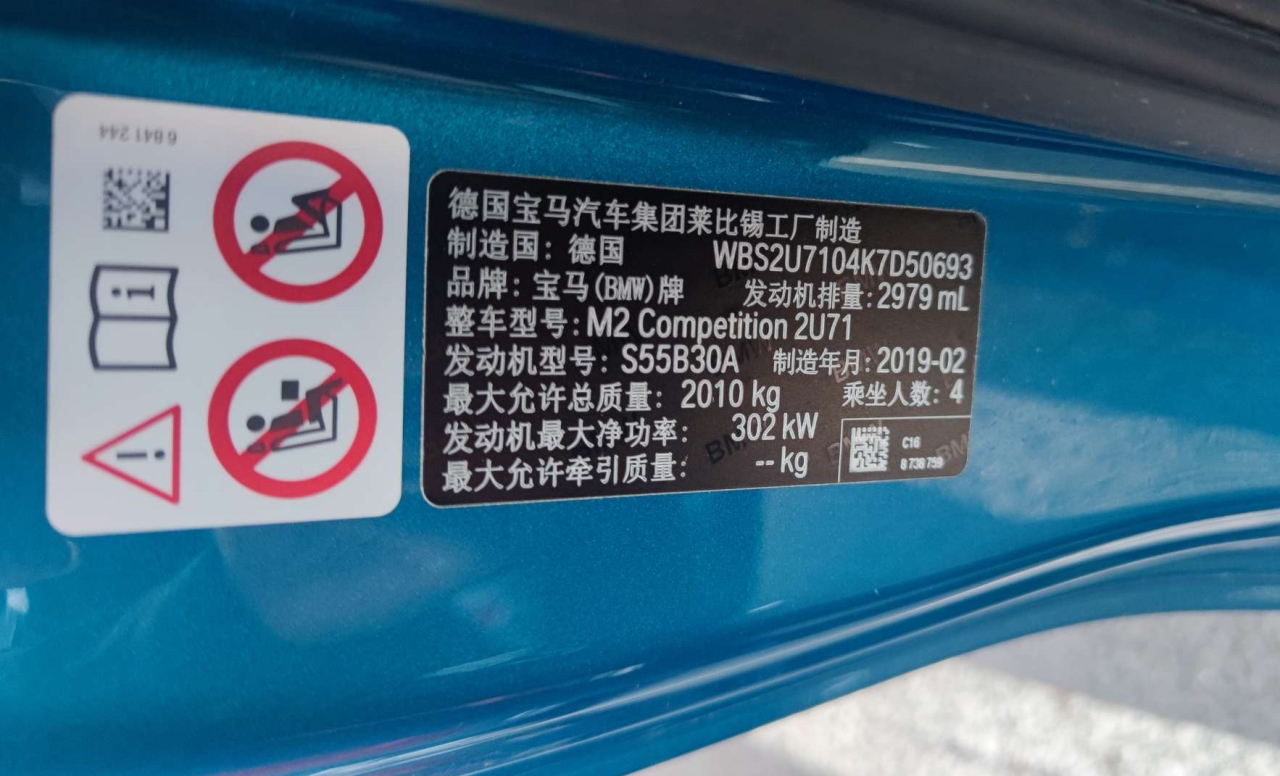 6 841 244
德国宝马汽车集团莱比锡工厂制造
制造国：德国 WBS2U7104K7D50693
品牌：宝马(BMW)牌 发动机排量：2979 mL
整车型号：M2 Competition 2U71
发动机型号：S55B30A 制造年月：2019-02
最大允许总质量：2010 kg 乘坐人数：4
发动机最大净功率：302 kW
最大允许牵引质量：-- kg
C16
8 738 759